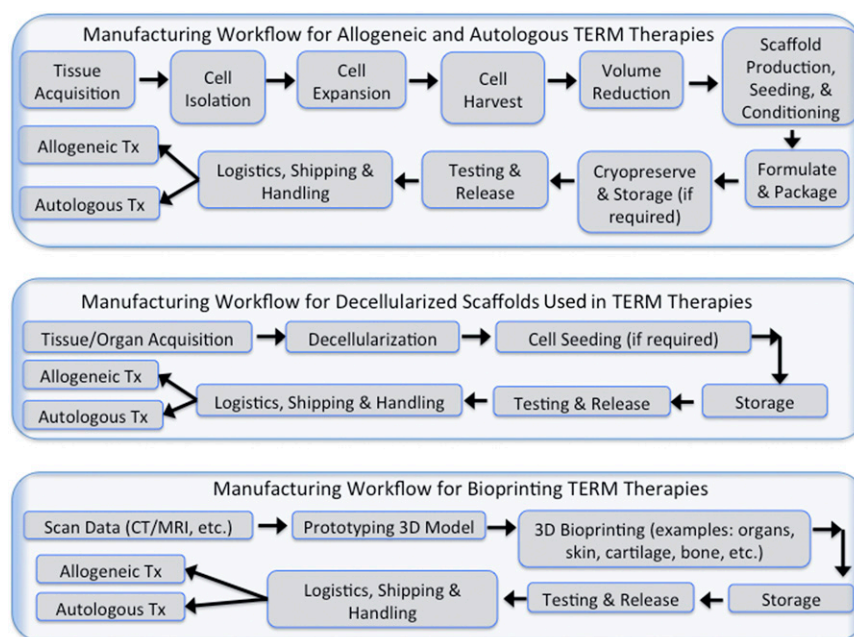 Manufacturing Workflow for Allogeneic and Autologous TERM Therapies
Tissue
Acquisition
Cell
Isolation
Cell
Expansion
Cell
Harvest
Volume
Reduction
Scaffold
Production,
Seeding, &
Conditioning
Formulate
& Package
Cryopreserve
& Storage (if
required)
Testing &
Release
Logistics, Shipping &
Handling
Allogeneic Tx
Autologous Tx
Manufacturing Workflow for Decellularized Scaffolds Used in TERM Therapies
Tissue/Organ Acquisition
Decellularization
Cell Seeding (if required)
Storage
Testing & Release
Logistics, Shipping & Handling
Allogeneic Tx
Autologous Tx
Manufacturing Workflow for Bioprinting TERM Therapies
Scan Data (CT/MRI, etc.)
Prototyping 3D Model
3D Bioprinting (examples: organs,
skin, cartilage, bone, etc.)
Storage
Testing & Release
Logistics, Shipping &
Handling
Allogeneic Tx
Autologous Tx